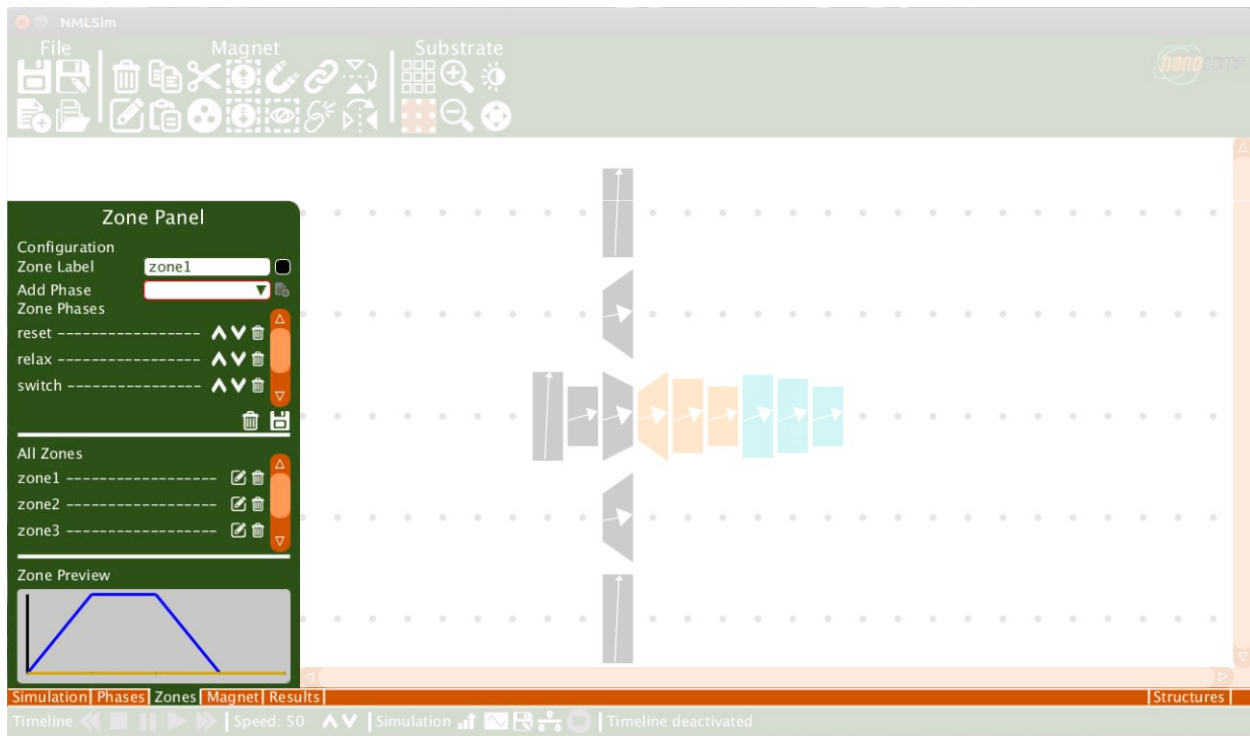 NMLSim
File Magnet Substrate
nanocomp
Zone Panel
Configuration
Zone Label zone1
Add Phase
Zone Phases
reset ------------------
relax ------------------
switch -----------------
All Zones
zone1 -------------------
zone2 -------------------
zone3 -------------------
Zone Preview
Simulation Phases Zones Magnet Results Structures
Timeline Speed: 50 Simulation Timeline deactivated